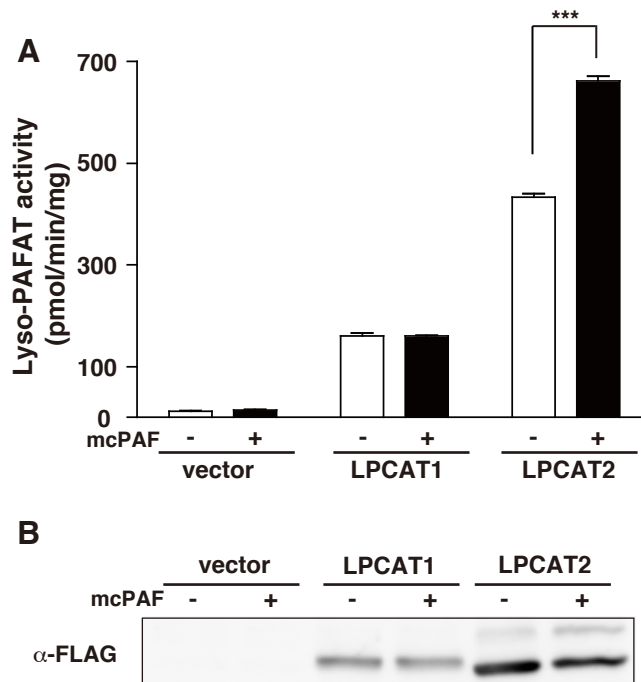 A
***
Lyso-PAFAT activity
(pmol/min/mg)
700
500
300
100
0
mcPAF - + - + - +
vector LPCAT1 LPCAT2
B
vector LPCAT1 LPCAT2
mcPAF - + - + - +
α-FLAG